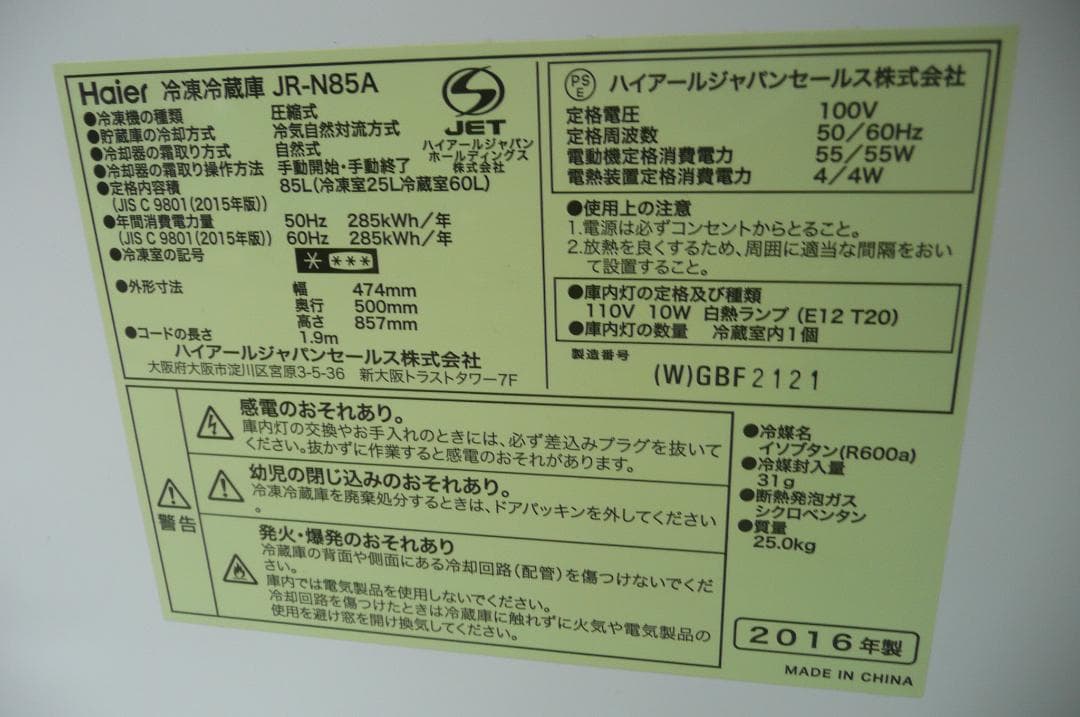 Haier 冷凍冷蔵庫 JR-N85A
●冷凍機の種類 圧縮式
●貯蔵庫の冷却方式 冷気自然対流方式
●冷却器の霜取り方式 自然式
●冷却器の霜取り操作方法 手動開始・手動終了
●定格内容積 85L(冷凍室25L冷蔵室60L)
(JIS C 9801(2015年版))
●年間消費電力量 50Hz 285kWh/年
(JIS C 9801(2015年版)) 60Hz 285kWh/年
●冷凍室の記号 * ***
●外形寸法 幅 474mm
奥行 500mm
高さ 857mm
●コードの長さ 1.9m
ハイアールジャパンセールス株式会社
大阪府大阪市淀川区宮原3-5-36 新大阪トラストタワー7F
S
JET
ハイアールジャパン
ホールディングス
株式会社
PS
E
ハイアールジャパンセールス株式会社
定格電圧 100V
定格周波数 50/60Hz
電動機定格消費電力 55/55W
電熱装置定格消費電力 4/4W
●使用上の注意
1.電源は必ずコンセントからとること。
2.放熱を良くするため、周囲に適当な間隔をおい
て設置すること。
●庫内灯の定格及び種類
110V 10W 白熱ランプ (E12 T20)
●庫内灯の数量 冷蔵室内1個
製造番号
(W)GBF2121
警告
感電のおそれあり。
庫内灯の交換やお手入れのときには、必ず差込みプラグを抜いて
ください。抜かずに作業すると感電のおそれがあります。
幼児の閉じ込みのおそれあり。
冷凍冷蔵庫を廃棄処分するときは、ドアパッキンを外してください
。
発火・爆発のおそれあり
冷蔵庫の背面や側面にある冷却回路(配管)を傷つけないでくだ
さい。
庫内では電気製品を使用しないでください。
冷却回路を傷つけたときは冷蔵庫に触れずに火気や電気製品の
使用を避け窓を開け換気してください。
●冷媒名
イソブタン(R600a)
●冷媒封入量
31g
●断熱発泡ガス
シクロペンタン
●質量
25.0kg
2016年製
MADE IN CHINA